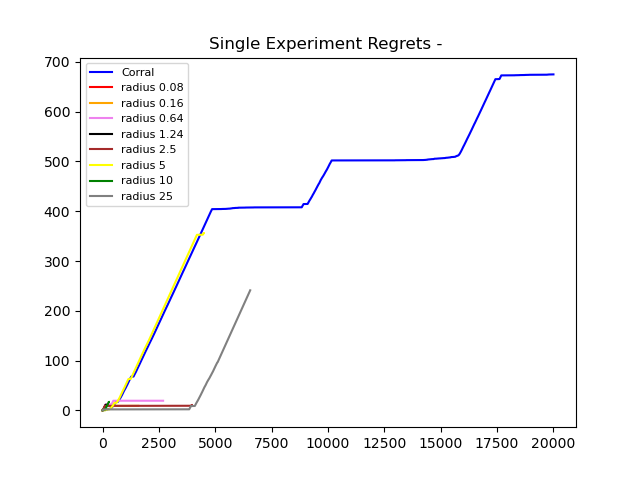 Single Experiment Regrets -
700
600
500
400
300
200
100
0
Corral
radius 0.08
radius 0.16
radius 0.64
radius 1.24
radius 2.5
radius 5
radius 10
radius 25
0 2500 5000 7500 10000 12500 15000 17500 20000